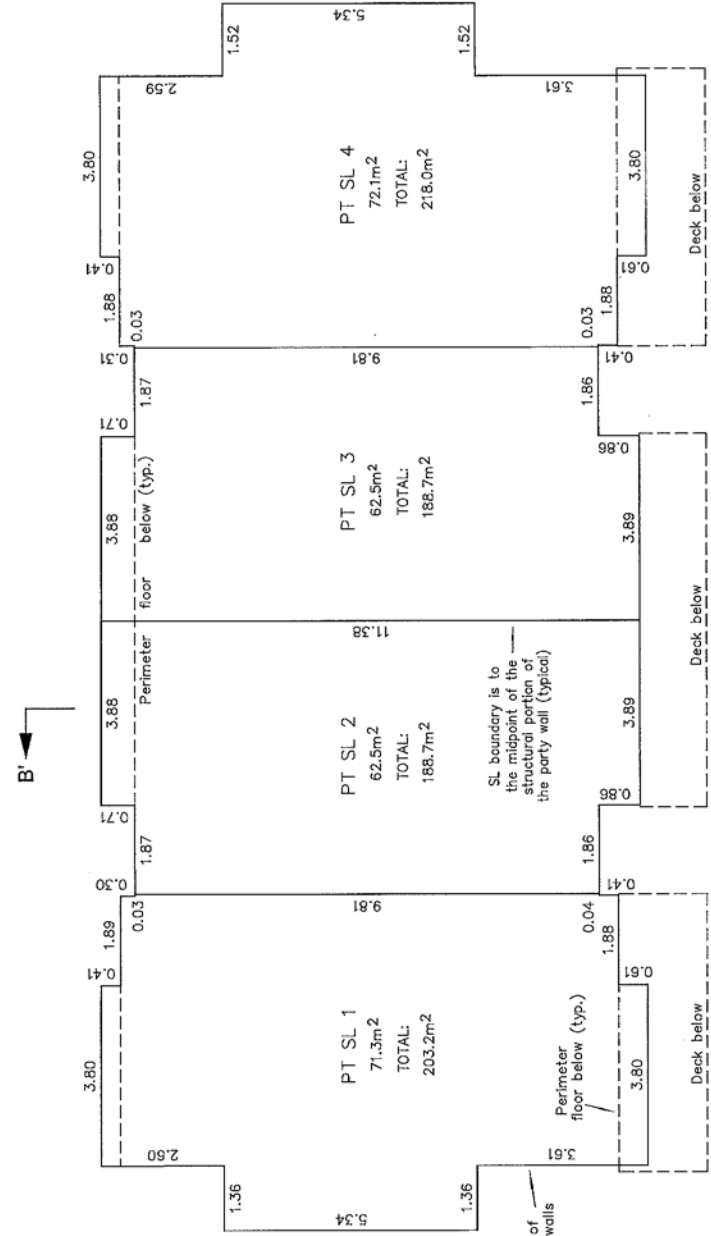 B'
3.80
3.88
3.88
3.80
0.41
1.89
0.30
0.71
0.71
0.31
1.88
0.41
0.03
1.87
Perimeter floor below (typ.)
1.87
0.03
2.60
2.59
1.36
1.52
5.34
PT SL 1
71.3m²
TOTAL:
203.2m²
9.81
PT SL 2
62.5m²
TOTAL:
188.7m²
11.38
PT SL 3
62.5m²
TOTAL:
188.7m²
9.81
PT SL 4
72.1m²
TOTAL:
218.0m²
5.34
1.36
1.52
SL boundary is to
the midpoint of the
structural portion of
the party wall (typical)
3.61
3.61
of
walls
Perimeter
floor below (typ.)
0.04
1.88
0.41
1.86
1.86
0.41
0.03
1.88
0.61
0.86
0.86
0.61
3.80
3.89
3.89
3.80
Deck below
Deck below
Deck below